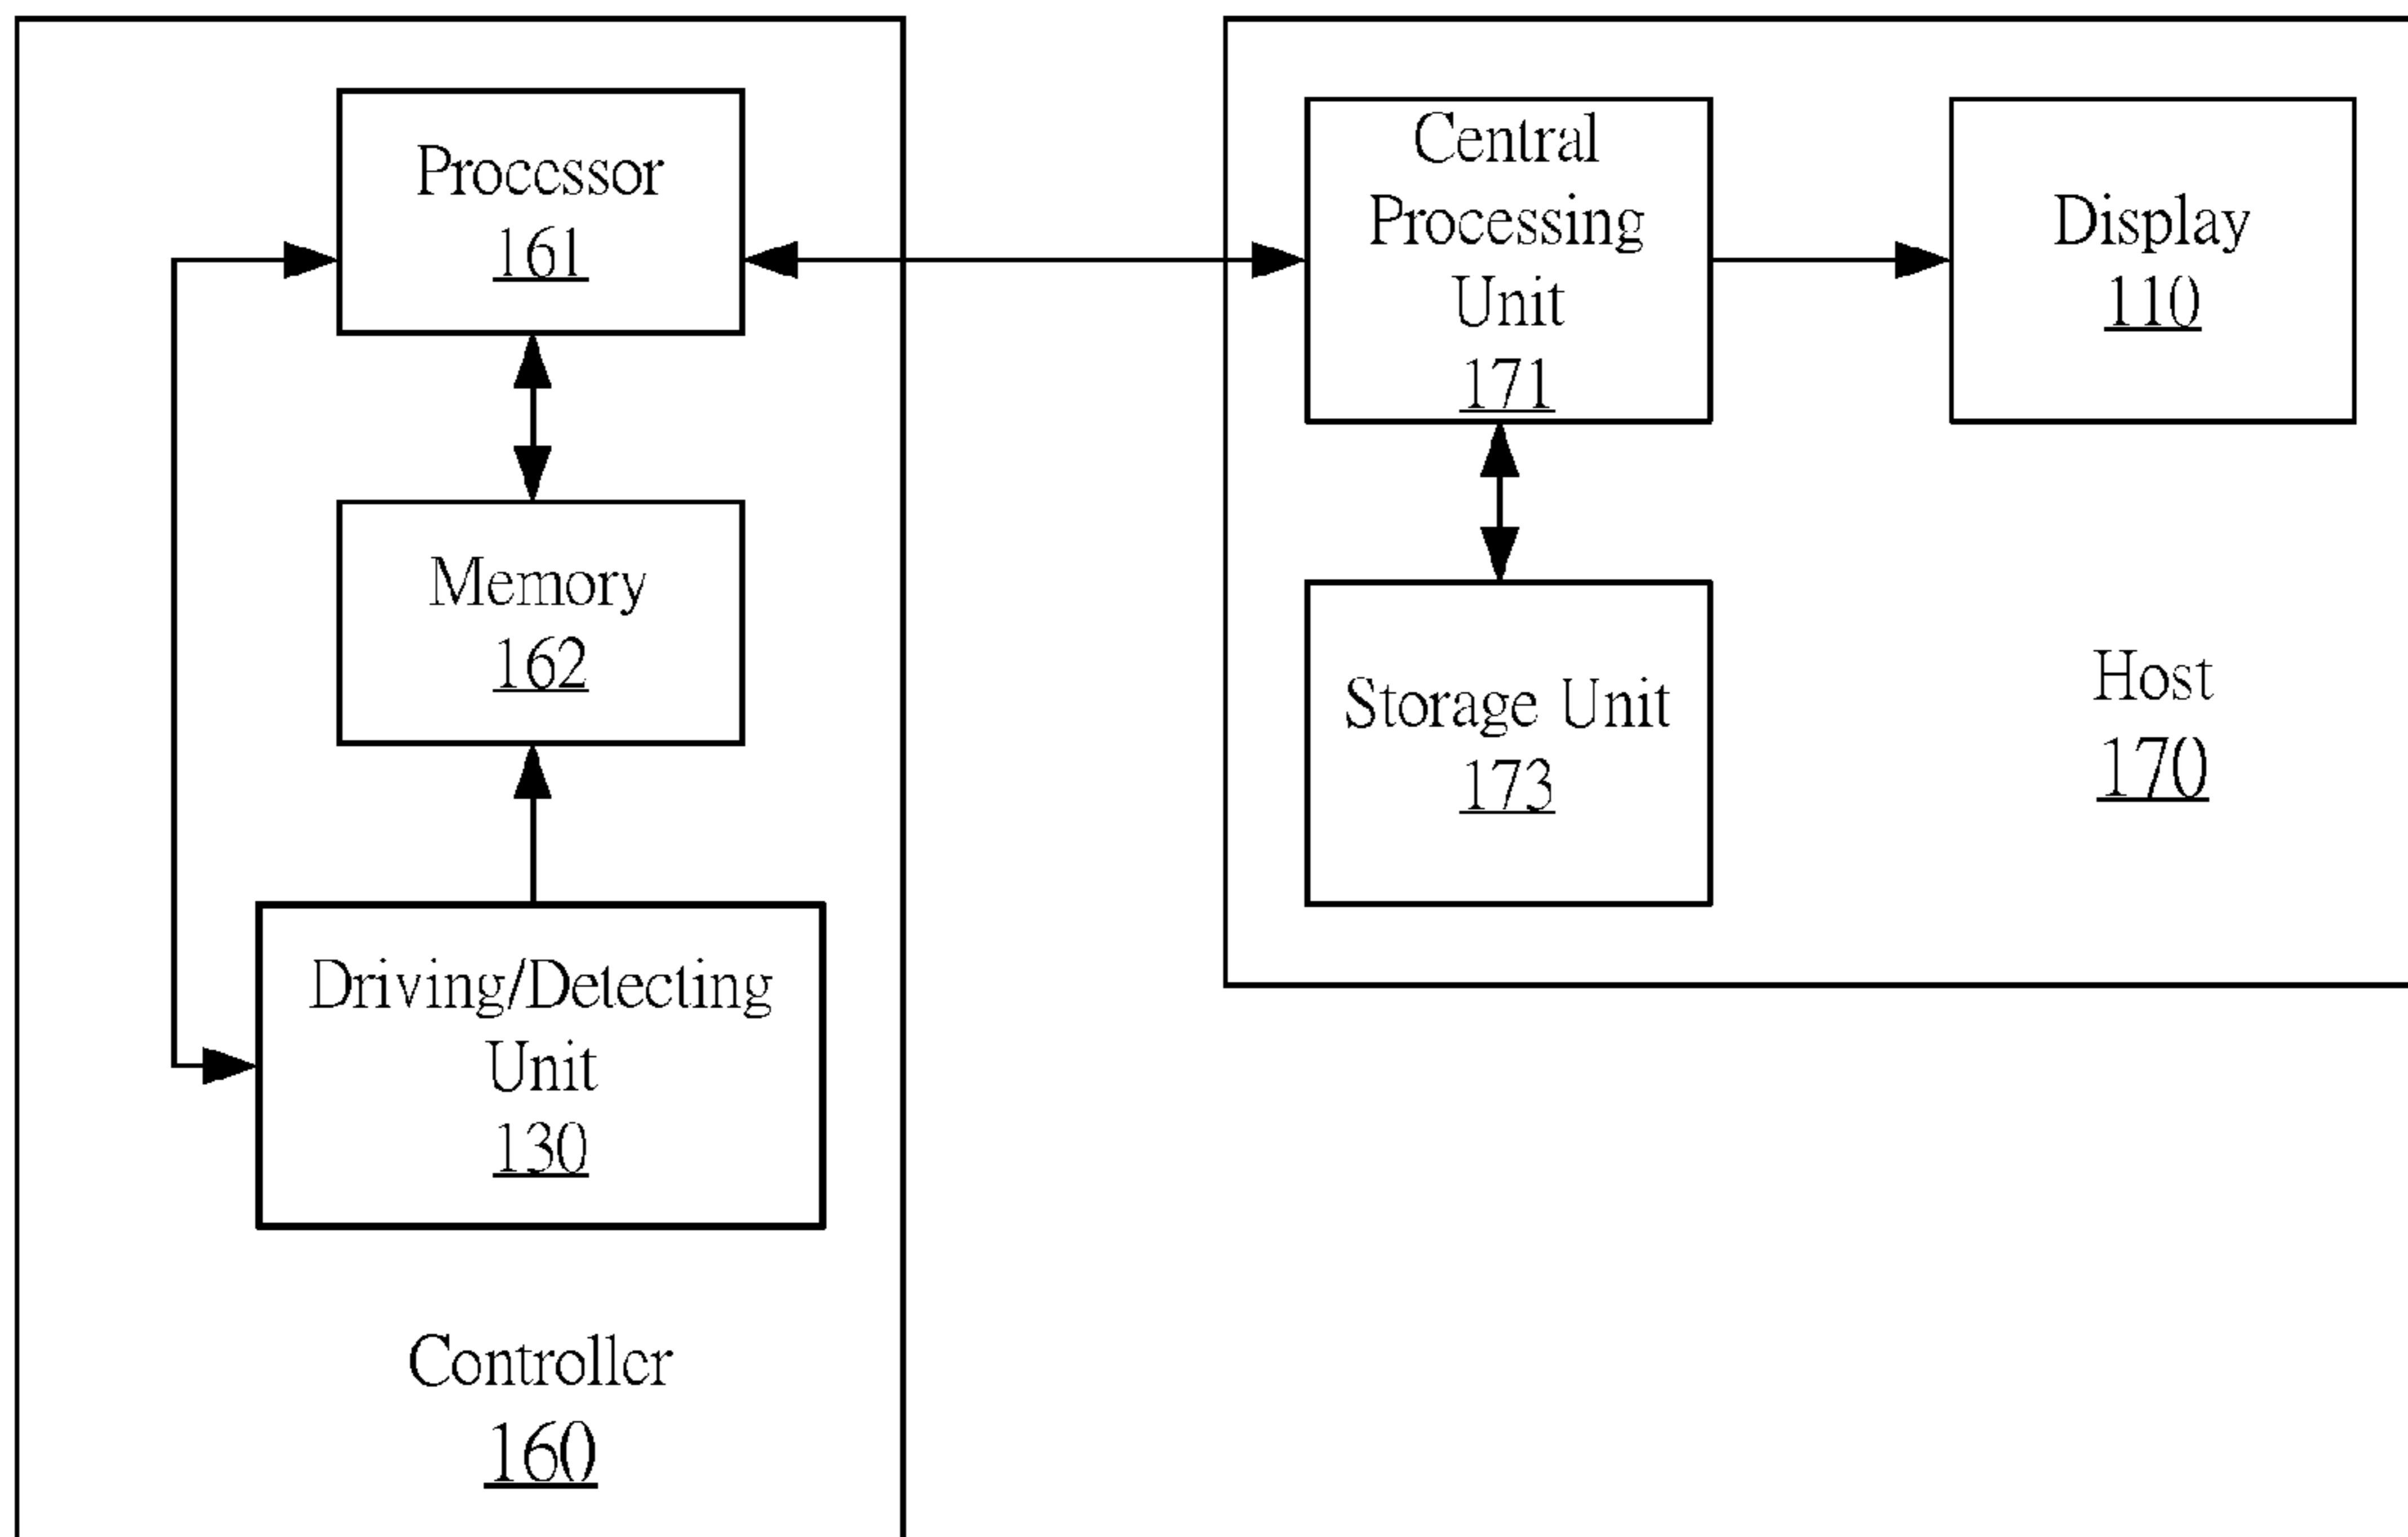 Processor
161
Memory
162
Driving/Detecting
Unit
130
Controller
160
Central
Processing
Unit
171
Display
110
Storage Unit
173
Host
170